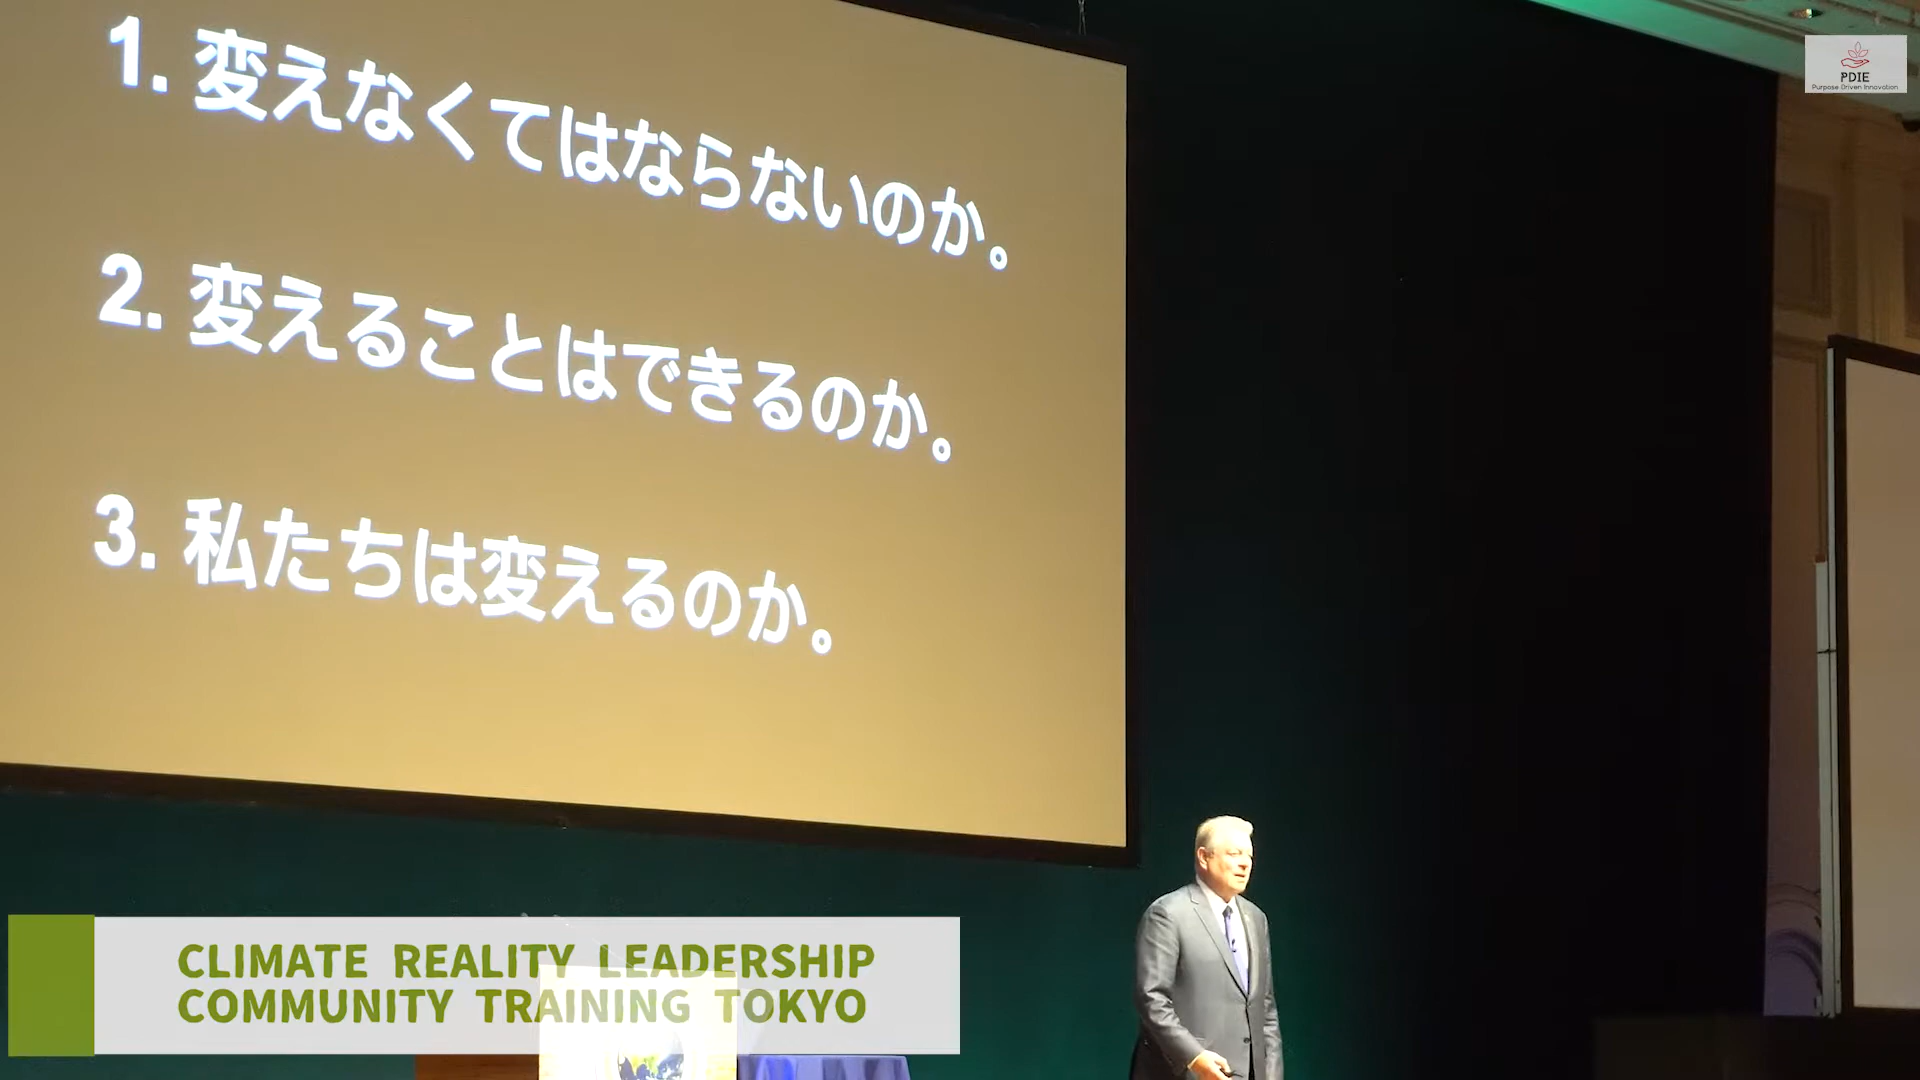 1. 変えなくてはならないのか。
2. 変えることはできるのか。
3. 私たちは変えるのか。
PDIE
Purpose Driven Innovation
CLIMATE REALITY LEADERSHIP
COMMUNITY TRAINING TOKYO